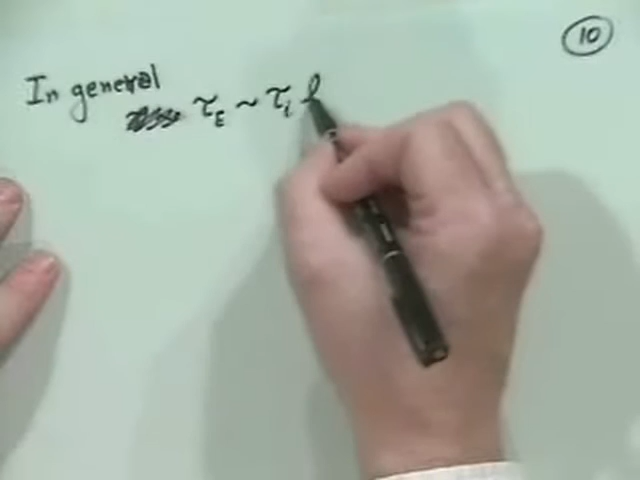 10
In general τ_E ~ τ_i l